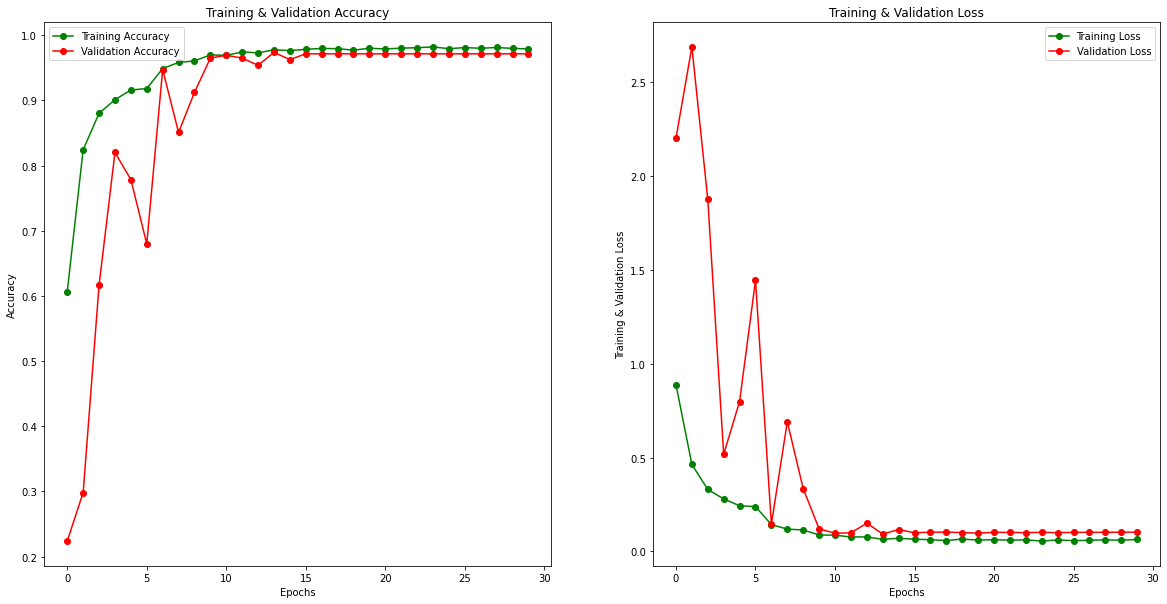 Training & Validation Accuracy
Training Accuracy
Validation Accuracy
1.0
0.9
0.8
0.7
0.6
0.5
0.4
0.3
0.2
Accuracy
0 5 10 15 20 25 30
Epochs
Training & Validation Loss
Training Loss
Validation Loss
2.5
2.0
1.5
1.0
0.5
0.0
Training & Validation Loss
0 5 10 15 20 25 30
Epochs